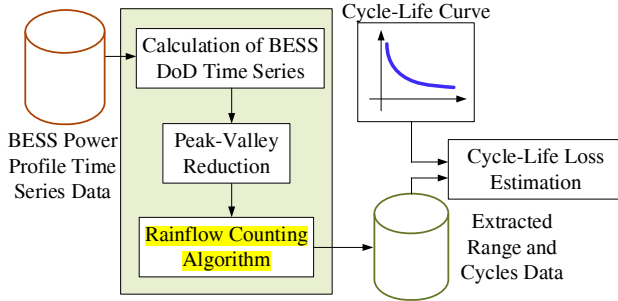 Cycle-Life Curve
Calculation of BESS
DoD Time Series
BESS Power
Profile Time
Series Data
Peak-Valley
Reduction
Cycle-Life Loss
Estimation
Rainflow Counting
Algorithm
Extracted
Range and
Cycles Data